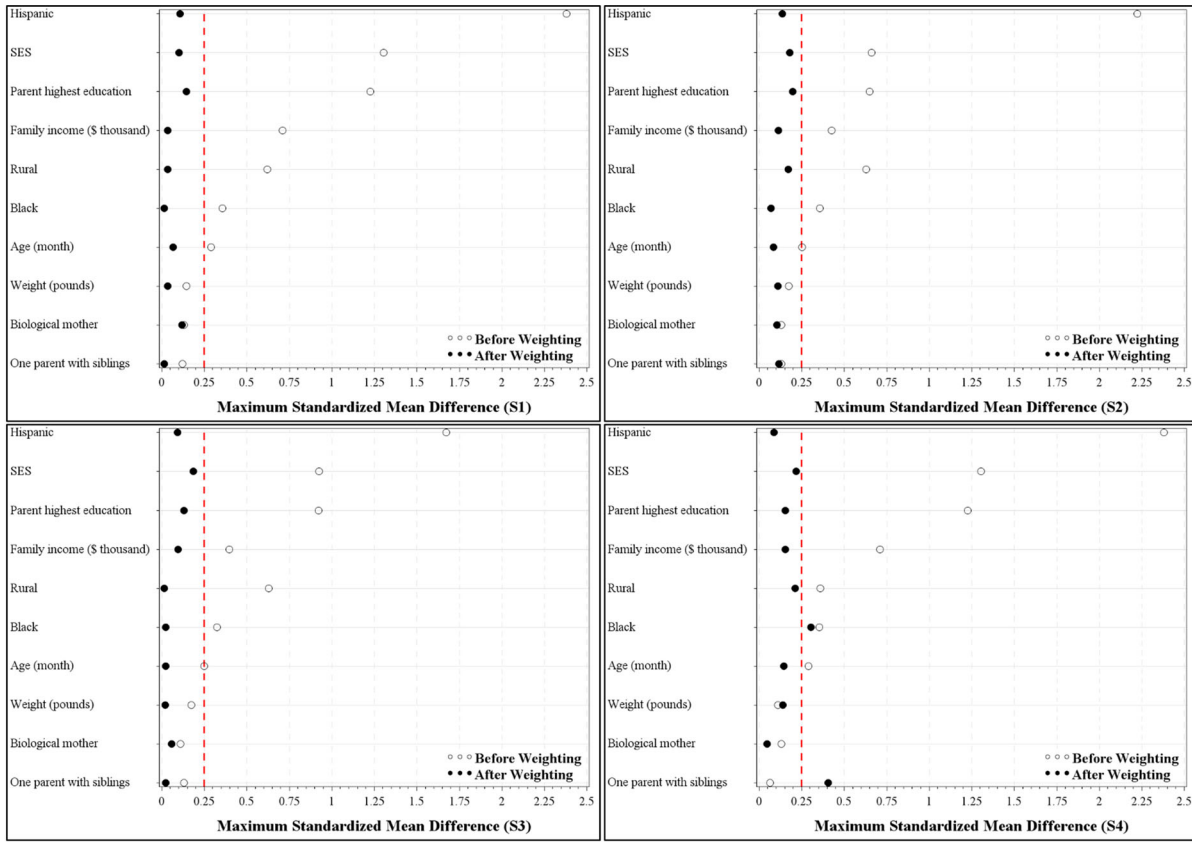 Hispanic
SES
Parent highest education
Family income ($ thousand)
Rural
Black
Age (month)
Weight (pounds)
Biological mother
One parent with siblings
Before Weighting
After Weighting
0 0.25 0.5 0.75 1 1.25 1.5 1.75 2 2.25 2.5
Maximum Standardized Mean Difference (S1)
Hispanic
SES
Parent highest education
Family income ($ thousand)
Rural
Black
Age (month)
Weight (pounds)
Biological mother
One parent with siblings
Before Weighting
After Weighting
0 0.25 0.5 0.75 1 1.25 1.5 1.75 2 2.25 2.5
Maximum Standardized Mean Difference (S2)
Hispanic
SES
Parent highest education
Family income ($ thousand)
Rural
Black
Age (month)
Weight (pounds)
Biological mother
One parent with siblings
Before Weighting
After Weighting
0 0.25 0.5 0.75 1 1.25 1.5 1.75 2 2.25 2.5
Maximum Standardized Mean Difference (S3)
Hispanic
SES
Parent highest education
Family income ($ thousand)
Rural
Black
Age (month)
Weight (pounds)
Biological mother
One parent with siblings
Before Weighting
After Weighting
0 0.25 0.5 0.75 1 1.25 1.5 1.75 2 2.25 2.5
Maximum Standardized Mean Difference (S4)